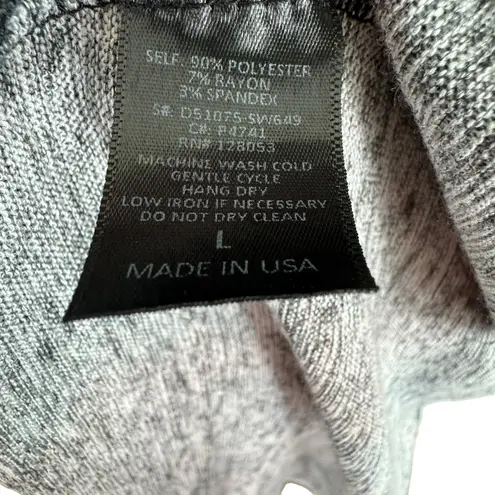 SELF: 90% POLYESTER
7% RAYON
3% SPANDEX
S#: D51075-SW649
C#: P4741
RN# 128053
MACHINE WASH COLD
GENTLE CYCLE
HANG DRY
LOW IRON IF NECESSARY
DO NOT DRY CLEAN
L
MADE IN USA